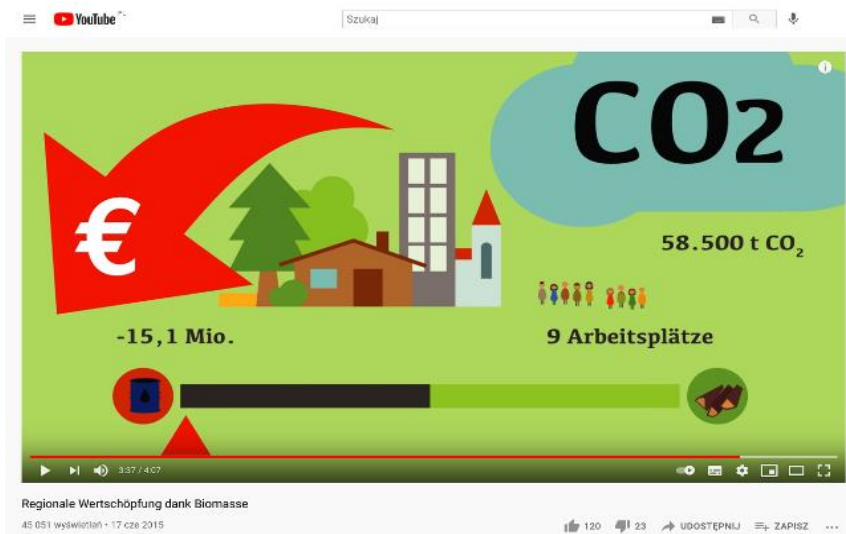 YouTube PL
Szukaj
CO2
€
58.500 t CO₂
-15,1 Mio.
9 Arbeitsplätze
3:37 / 4:07
Regionale Wertschöpfung dank Biomasse
45 051 wyświetleń • 17 cze 2015
120 23 UDOSTĘPNIJ ZAPISZ ...